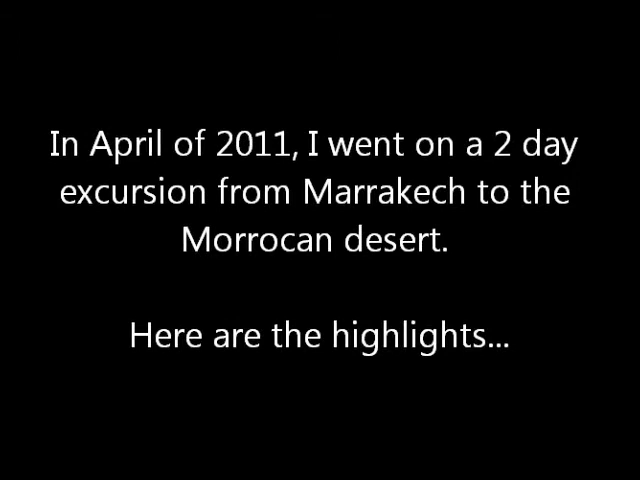 In April of 2011, I went on a 2 day
excursion from Marrakech to the
Morrocan desert.
Here are the highlights...